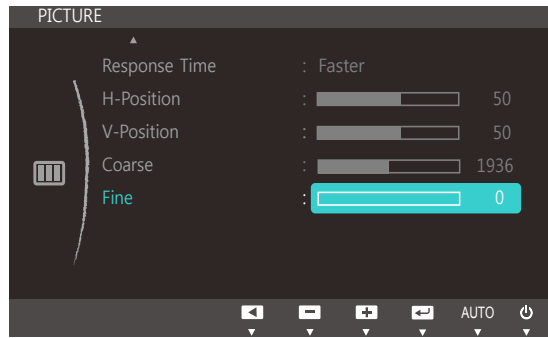 PICTURE
Response Time : Faster
H-Position : 50
V-Position : 50
Coarse : 1936
Fine : 0
AUTO